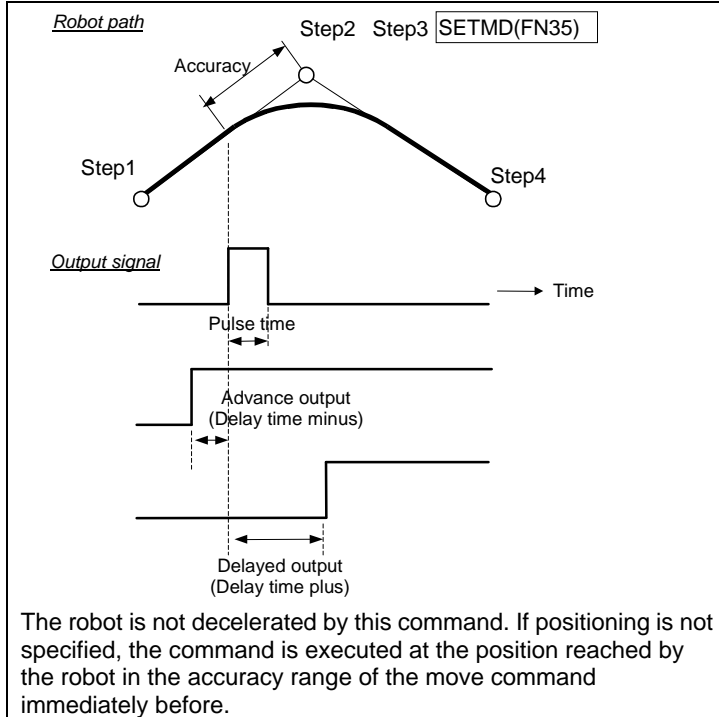 Robot path
Step2 Step3 SETMD(FN35)
Accuracy
Step1
Step4
Output signal
Time
Pulse time
Advance output
(Delay time minus)
Delayed output
(Delay time plus)
The robot is not decelerated by this command. If positioning is not
specified, the command is executed at the position reached by
the robot in the accuracy range of the move command
immediately before.